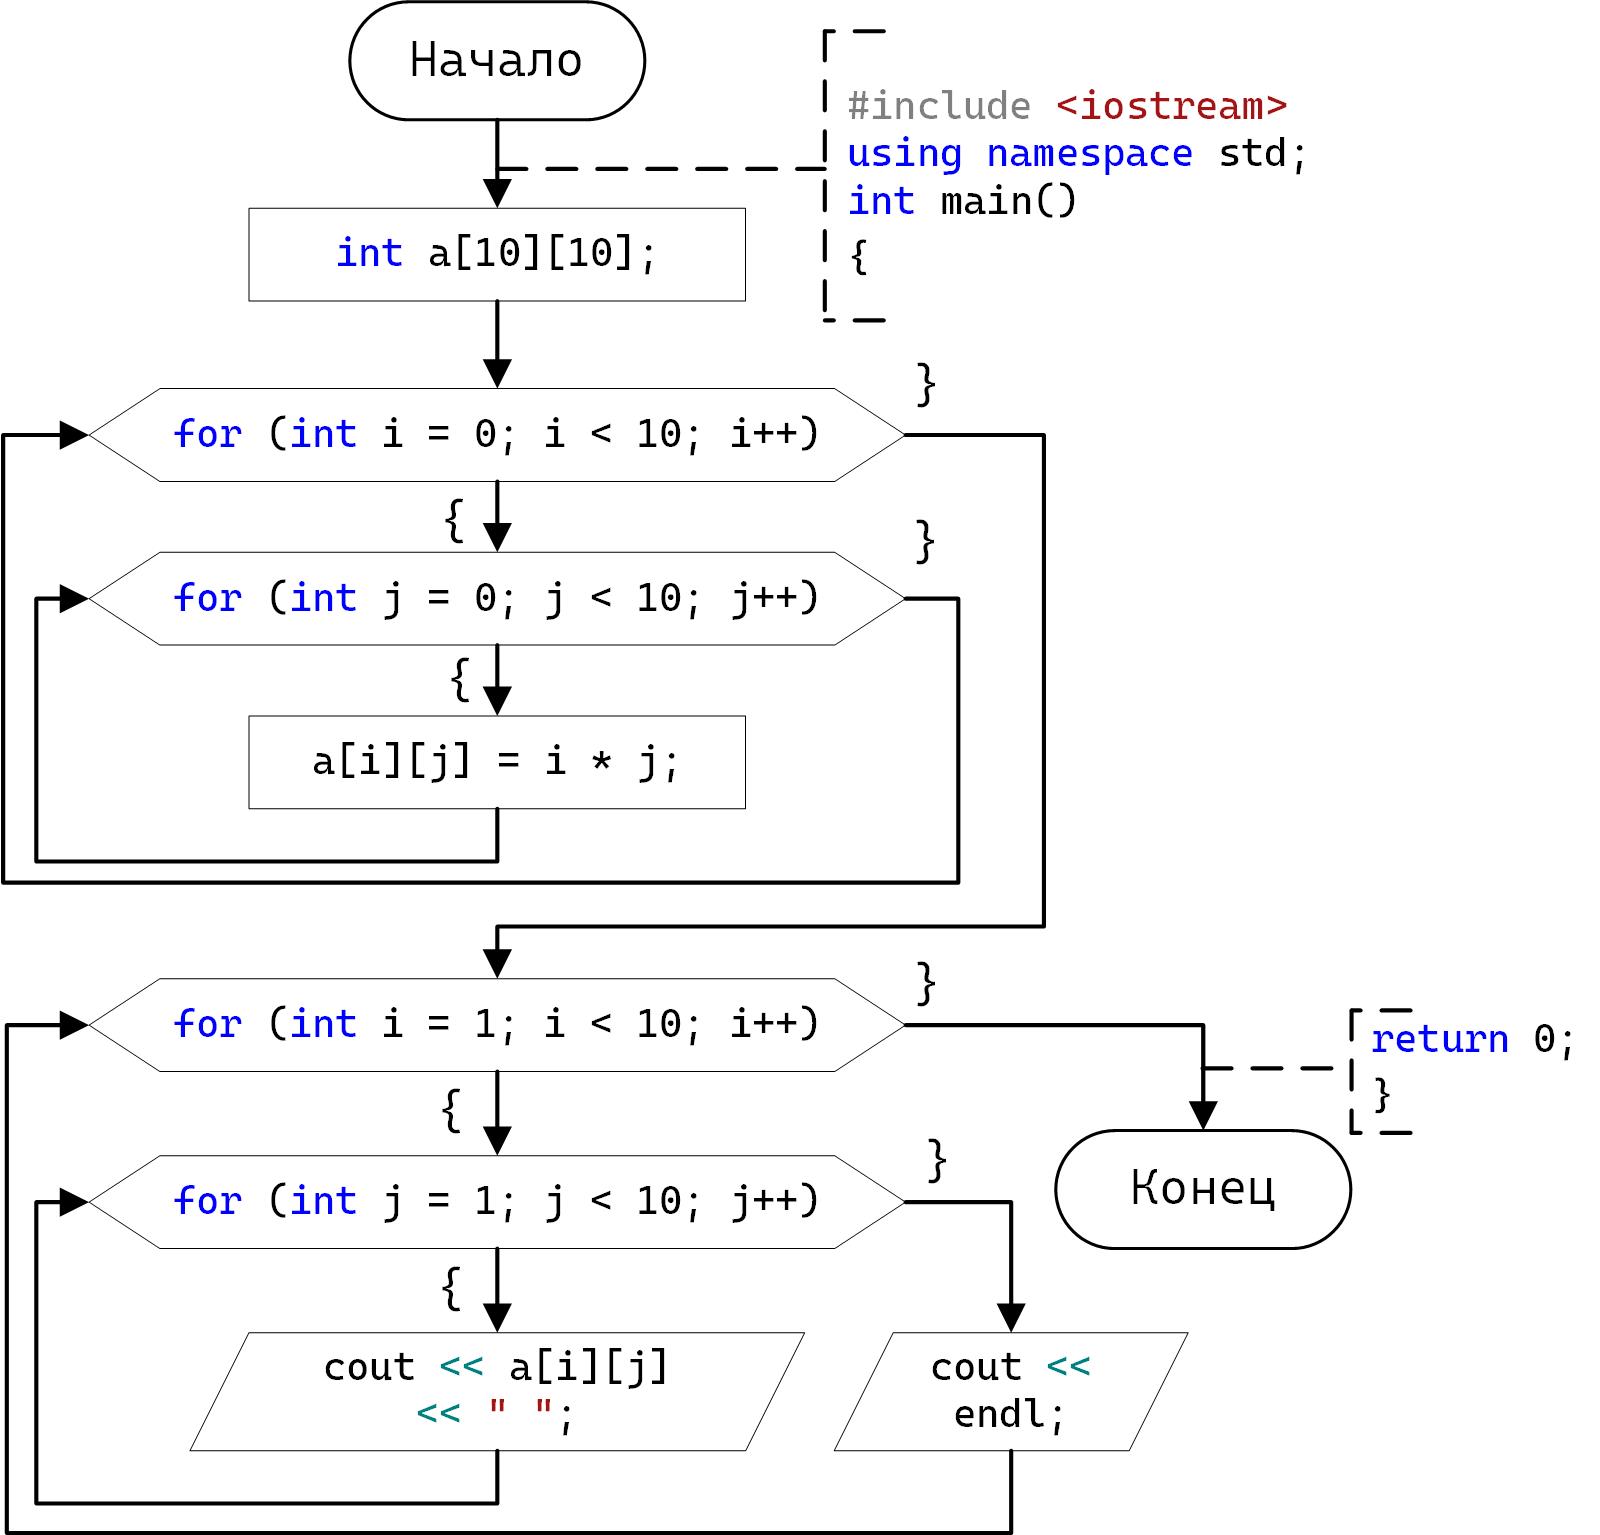 Начало
#include <iostream>
using namespace std;
int main()
{
int a[10][10];
}
for (int i = 0; i < 10; i++)
{
}
for (int j = 0; j < 10; j++)
{
a[i][j] = i * j;
}
for (int i = 1; i < 10; i++)
return 0;
}
{
}
Конец
for (int j = 1; j < 10; j++)
{
cout << a[i][j]
<< " ";
cout <<
endl;